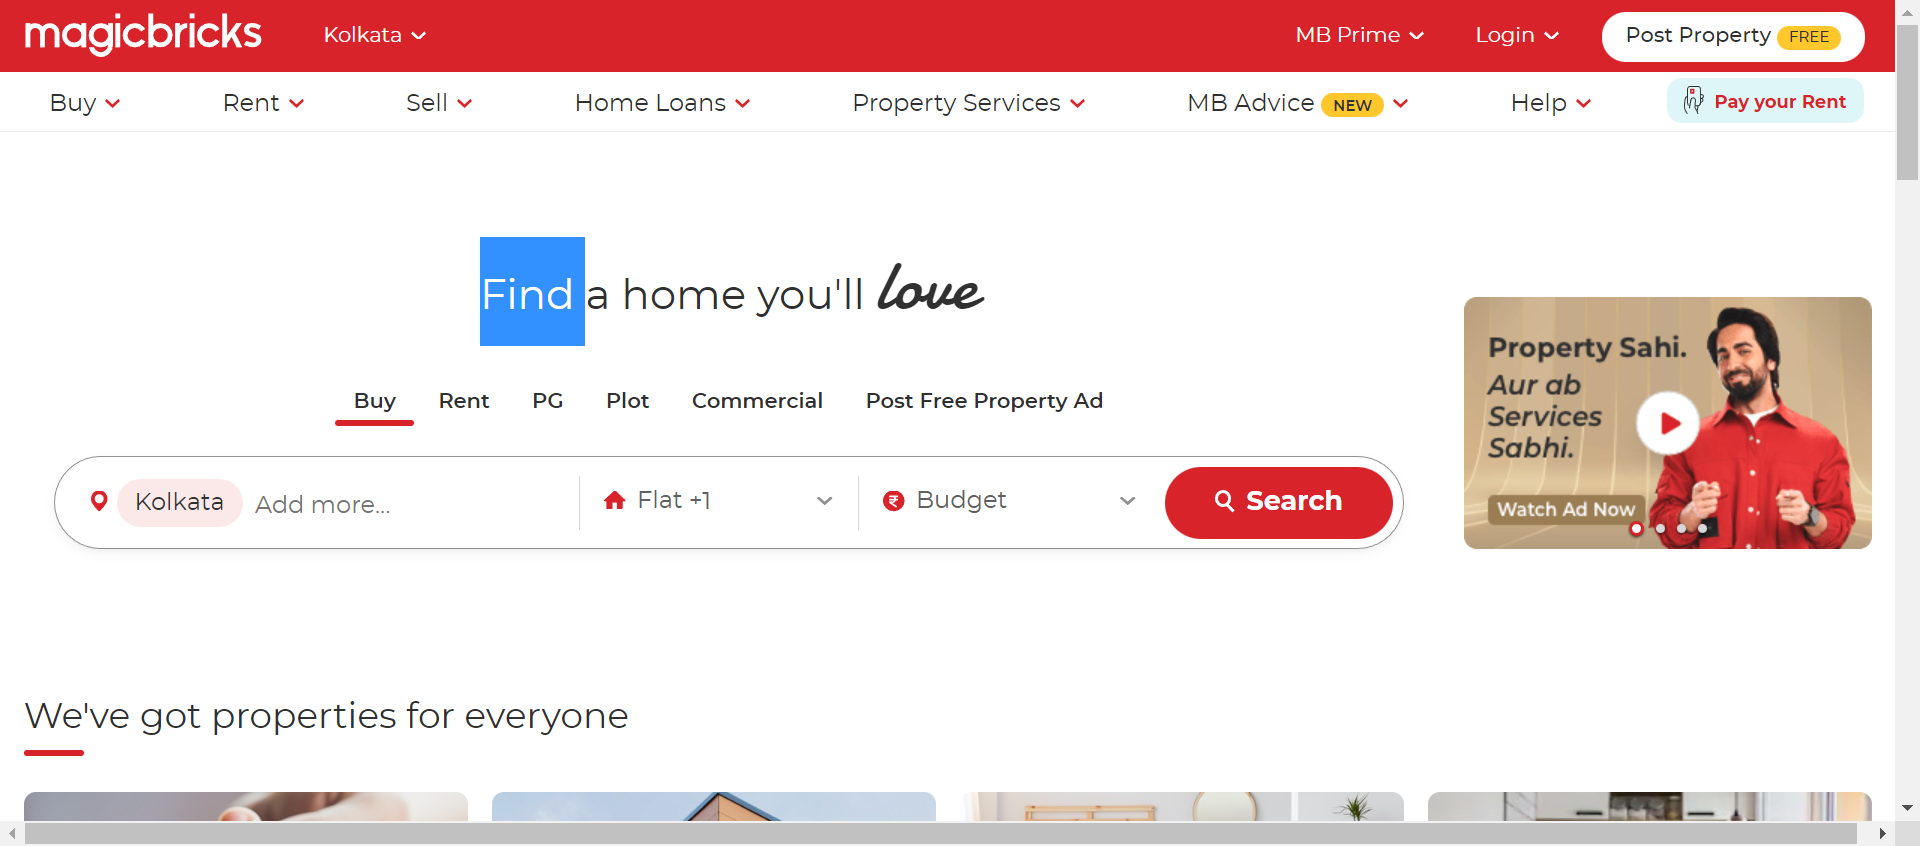 magicbricks
Kolkata
MB Prime
Login
Post Property FREE
Buy
Rent
Sell
Home Loans
Property Services
MB Advice NEW
Help
Pay your Rent
Find a home you'll love
Buy
Rent
PG
Plot
Commercial
Post Free Property Ad
Kolkata
Add more...
Flat +1
Budget
Search
Property Sahi.
Aur ab
Services
Sabhi.
Watch Ad Now
We've got properties for everyone